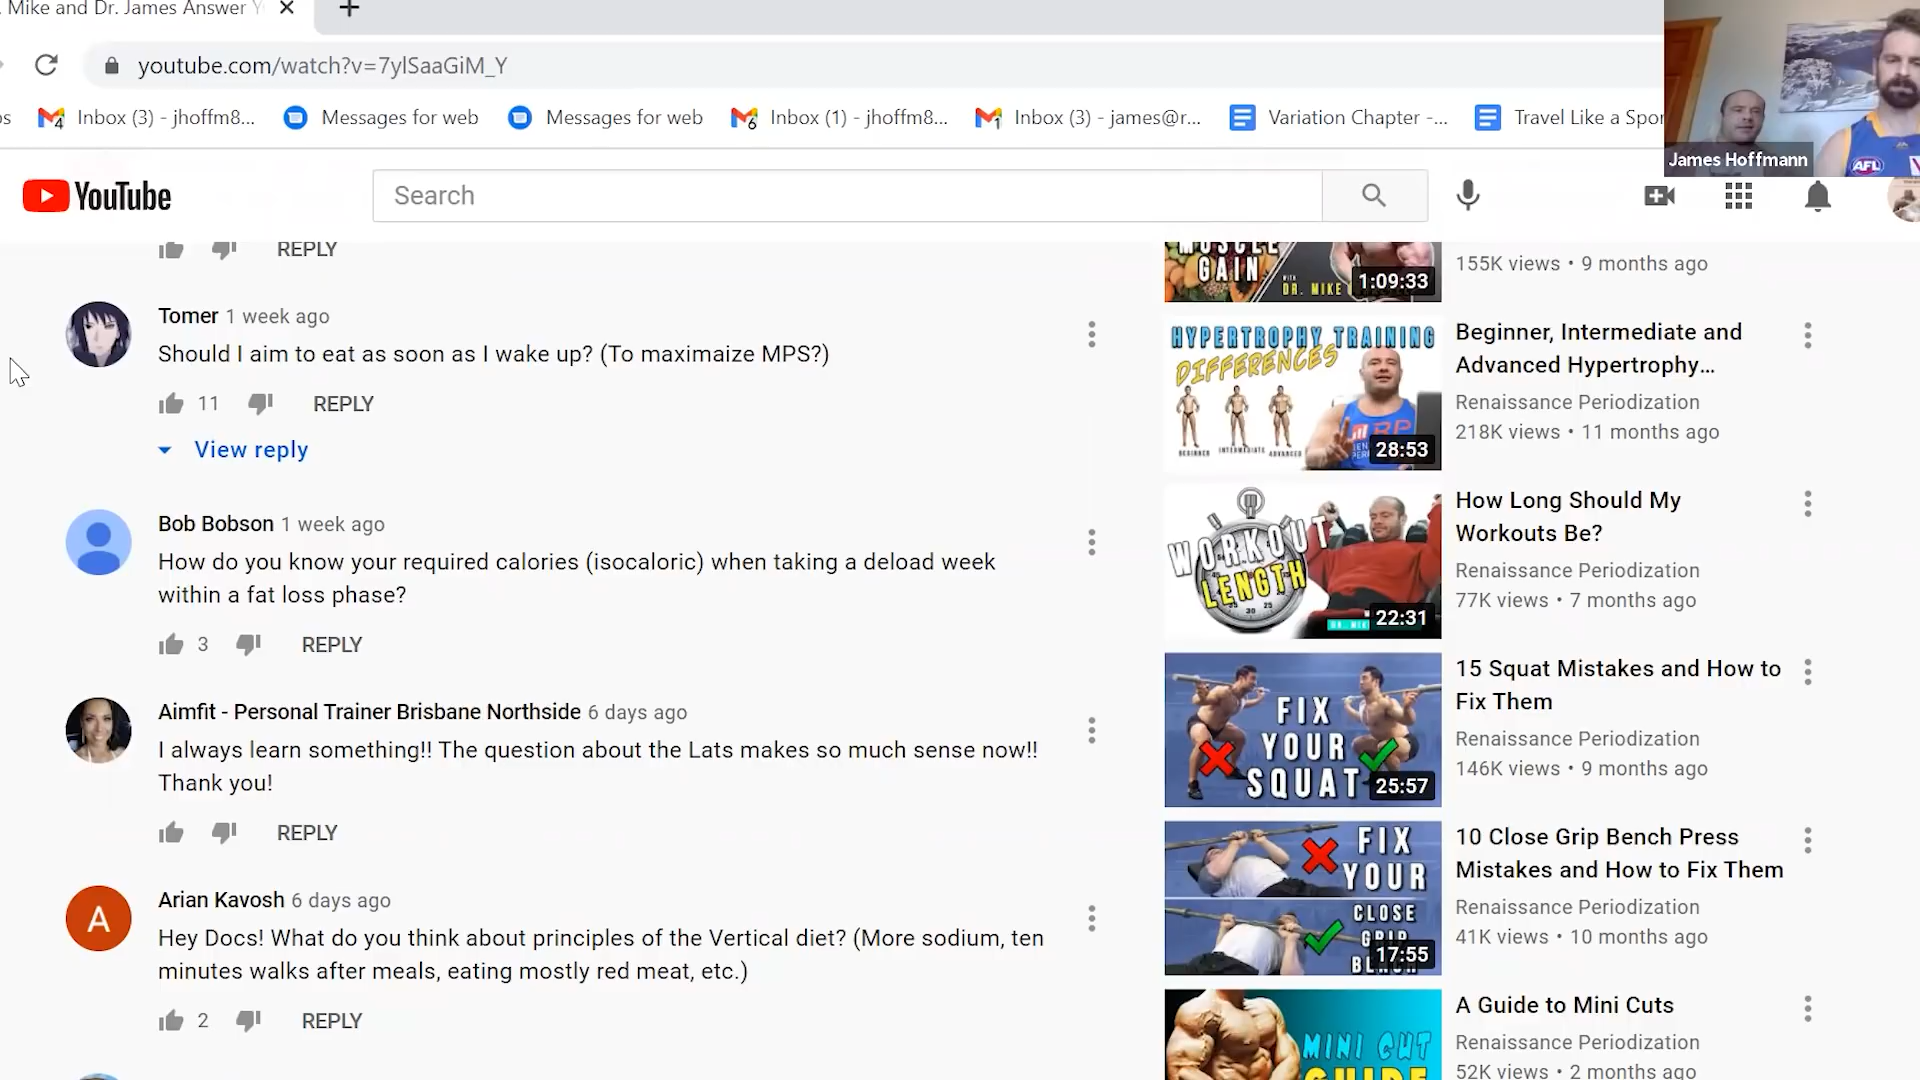 Mike and Dr. James Answer Y
youtube.com/watch?v=7ylSaaGiM_Y
Inbox (3) - jhoffm8...
Messages for web
Messages for web
Inbox (1) - jhoffm8...
Inbox (3) - james@r...
Variation Chapter -...
Travel Like a Spor
James Hoffmann
AFL
YouTube
Search
REPLY
Tomer 1 week ago
Should I aim to eat as soon as I wake up? (To maximaize MPS?)
11 REPLY
View reply
Bob Bobson 1 week ago
How do you know your required calories (isocaloric) when taking a deload week
within a fat loss phase?
3 REPLY
Aimfit - Personal Trainer Brisbane Northside 6 days ago
I always learn something!! The question about the Lats makes so much sense now!!
Thank you!
REPLY
A
Arian Kavosh 6 days ago
Hey Docs! What do you think about principles of the Vertical diet? (More sodium, ten
minutes walks after meals, eating mostly red meat, etc.)
2 REPLY
MUSCLE
GAIN
WITH
DR. MIKE
1:09:33
155K views • 9 months ago
HYPERTROPHY TRAINING
DIFFERENCES
BEGINNER INTERMEDIATE ADVANCED
RP
28:53
Beginner, Intermediate and
Advanced Hypertrophy...
Renaissance Periodization
218K views • 11 months ago
WORKOUT
LENGTH
22:31
How Long Should My
Workouts Be?
Renaissance Periodization
77K views • 7 months ago
FIX
YOUR
SQUAT
25:57
15 Squat Mistakes and How to
Fix Them
Renaissance Periodization
146K views • 9 months ago
FIX
YOUR
CLOSE
GRIP
17:55
10 Close Grip Bench Press
Mistakes and How to Fix Them
Renaissance Periodization
41K views • 10 months ago
MINI CUT
GUIDE
A Guide to Mini Cuts
Renaissance Periodization
52K views • 2 months ago